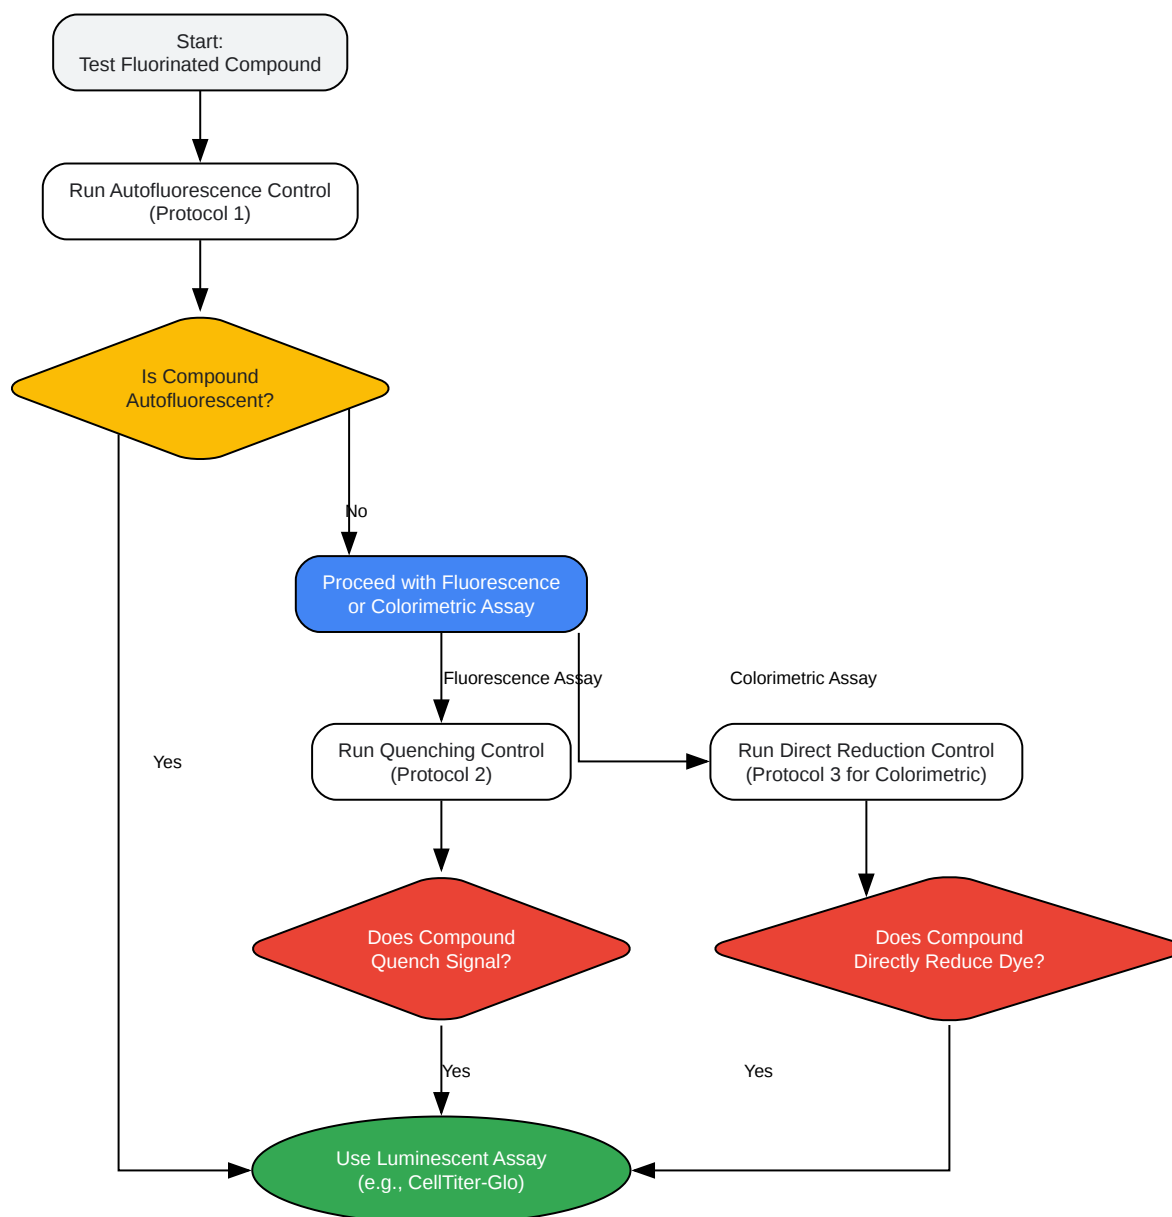 Start:
Test Fluorinated Compound
Run Autofluorescence Control
(Protocol 1)
Is Compound
Autofluorescent?
No
Proceed with Fluorescence
or Colorimetric Assay
Fluorescence Assay
Colorimetric Assay
Yes
Run Quenching Control
(Protocol 2)
Run Direct Reduction Control
(Protocol 3 for Colorimetric)
Does Compound
Quench Signal?
Does Compound
Directly Reduce Dye?
Yes
Yes
Use Luminescent Assay
(e.g., CellTiter-Glo)